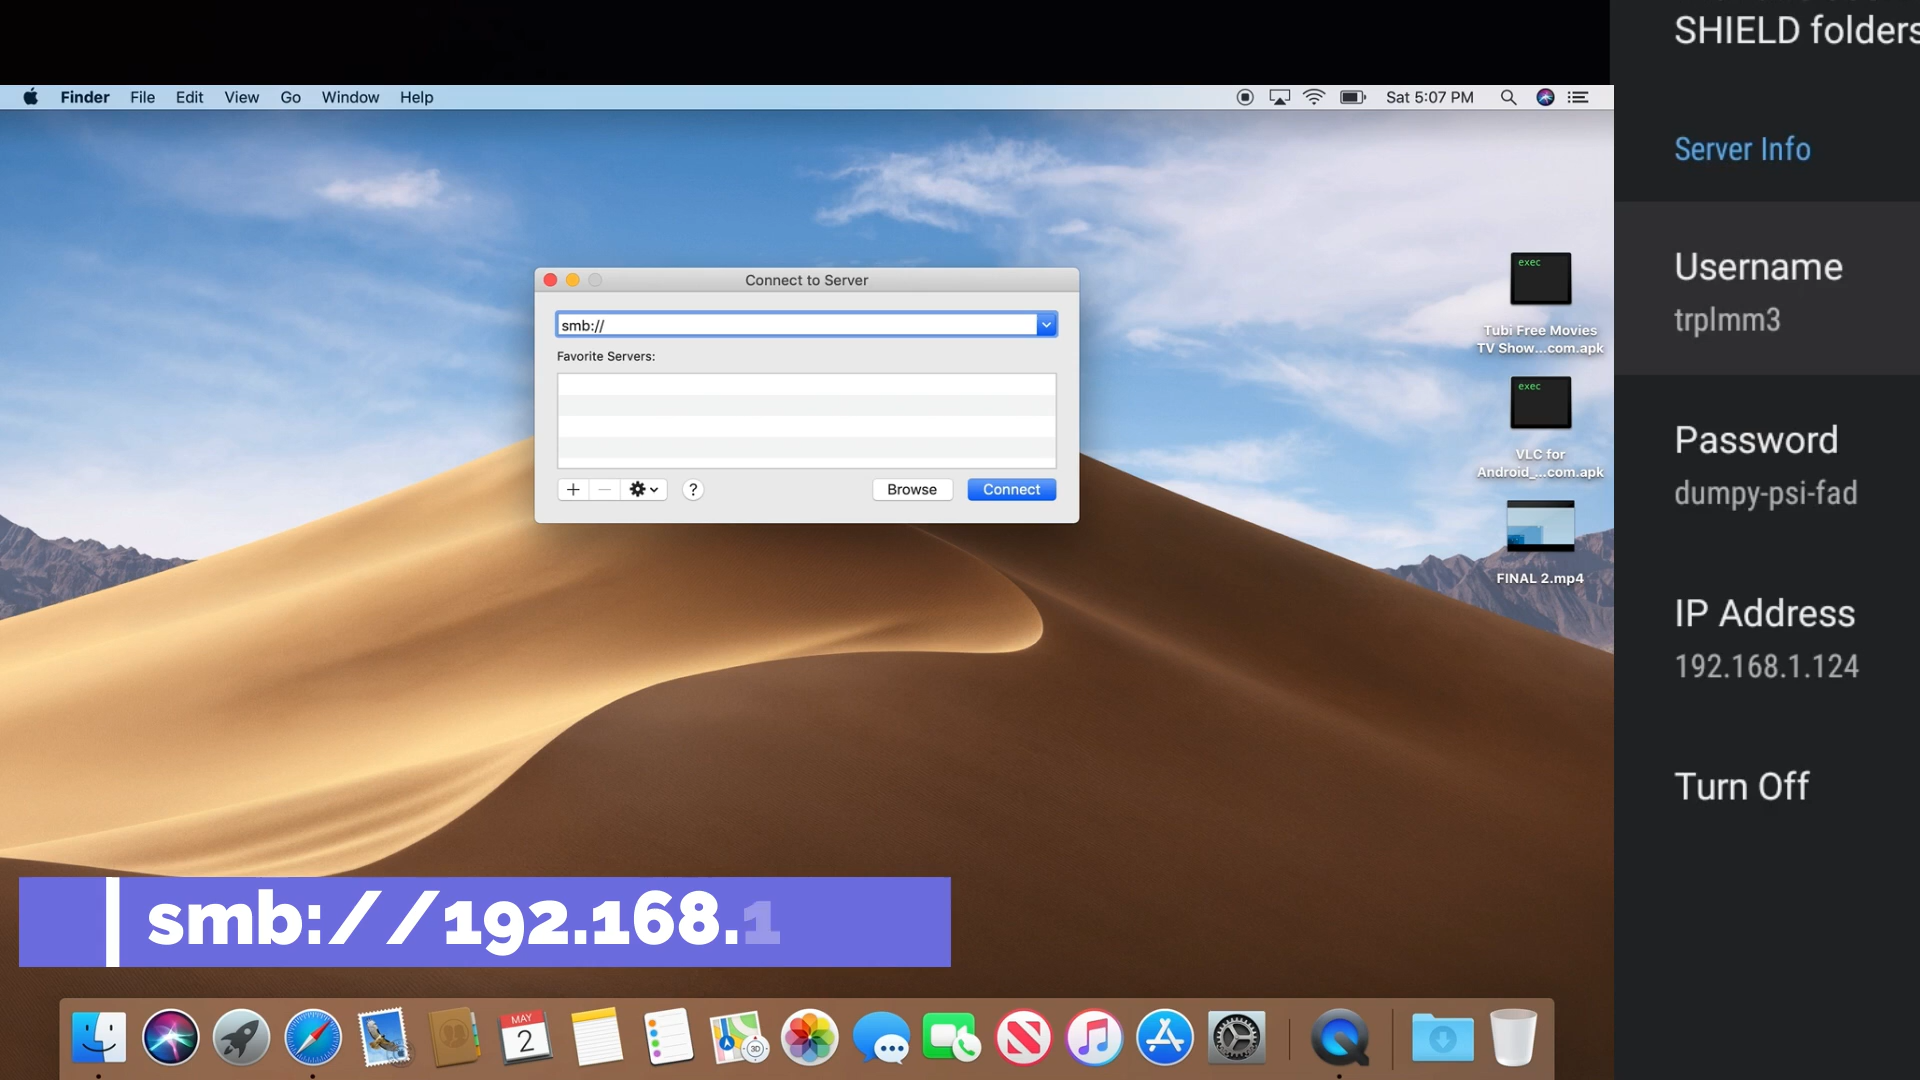 Finder File Edit View Go Window Help
Sat 5:07 PM
Connect to Server
smb://
Favorite Servers:
+ − ? Browse Connect
exec
Tubi Free Movies
TV Show...com.apk
exec
VLC for
Android_...com.apk
FINAL 2.mp4
SHIELD folders
Server Info
Username
trplmm3
Password
dumpy-psi-fad
IP Address
192.168.1.124
Turn Off
smb://192.168.1
MAY
2
3D